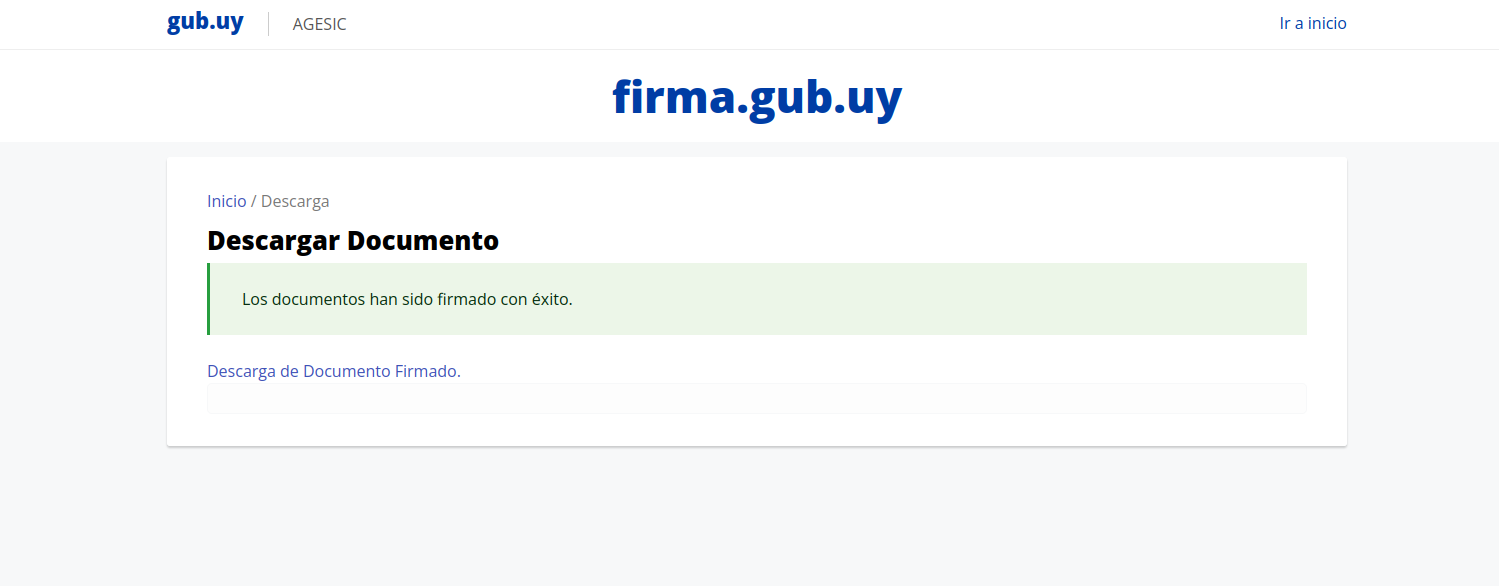 gub.uy AGESIC Ir a inicio
firma.gub.uy
Inicio / Descarga
Descargar Documento
Los documentos han sido firmado con éxito.
Descarga de Documento Firmado.